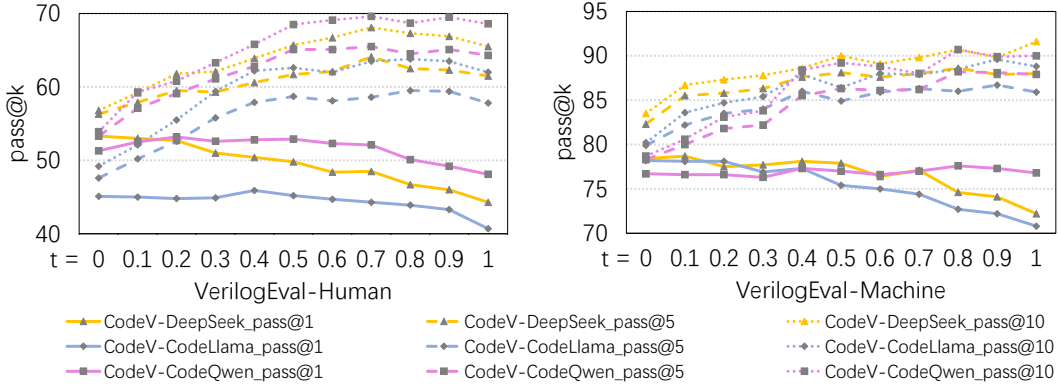 pass@k
70
60
50
40
t = 0 0.1 0.2 0.3 0.4 0.5 0.6 0.7 0.8 0.9 1
VerilogEval-Human
pass@k
95
90
85
80
75
70
t = 0 0.1 0.2 0.3 0.4 0.5 0.6 0.7 0.8 0.9 1
VerilogEval-Machine
CodeV-DeepSeek_pass@1 CodeV-DeepSeek_pass@5 CodeV-DeepSeek_pass@10
CodeV-CodeLlama_pass@1 CodeV-CodeLlama_pass@5 CodeV-CodeLlama_pass@10
CodeV-CodeQwen_pass@1 CodeV-CodeQwen_pass@5 CodeV-CodeQwen_pass@10